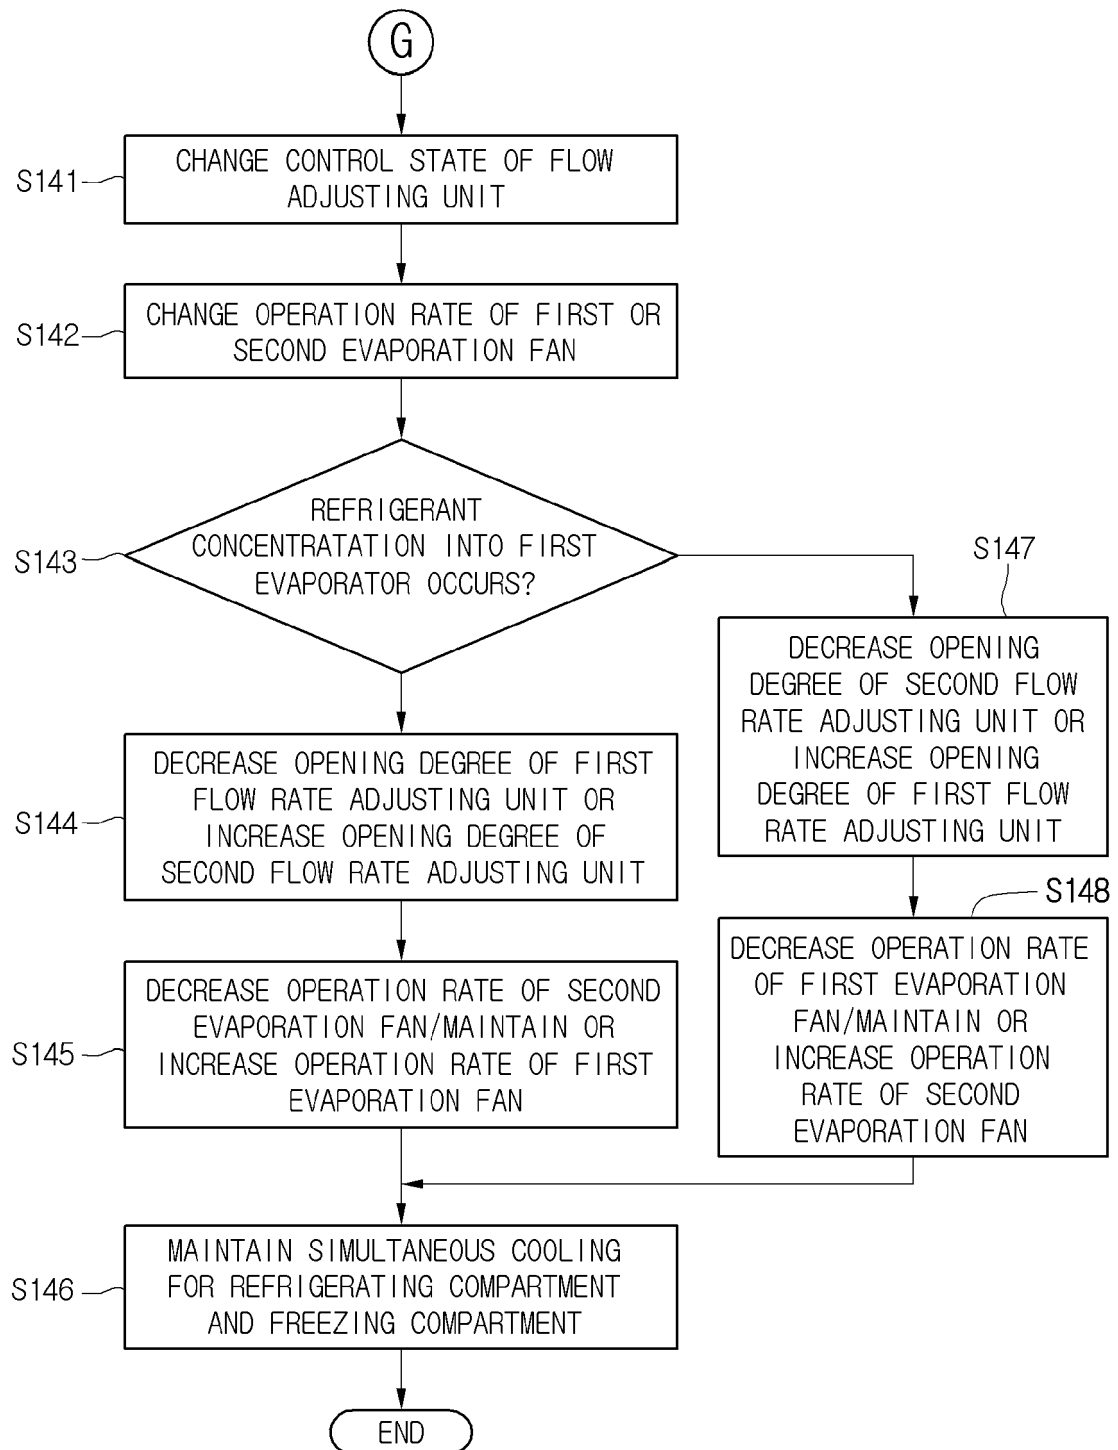 G
S141
CHANGE CONTROL STATE OF FLOW
ADJUSTING UNIT
S142
CHANGE OPERATION RATE OF FIRST OR
SECOND EVAPORATION FAN
S143
REFRIGERANT
CONCENTRATATION INTO FIRST
EVAPORATOR OCCURS?
S147
DECREASE OPENING
DEGREE OF SECOND FLOW
RATE ADJUSTING UNIT OR
INCREASE OPENING
DEGREE OF FIRST FLOW
RATE ADJUSTING UNIT
S144
DECREASE OPENING DEGREE OF FIRST
FLOW RATE ADJUSTING UNIT OR
INCREASE OPENING DEGREE OF
SECOND FLOW RATE ADJUSTING UNIT
S148
DECREASE OPERATION RATE
OF FIRST EVAPORATION
FAN/MAINTAIN OR
INCREASE OPERATION
RATE OF SECOND
EVAPORATION FAN
S145
DECREASE OPERATION RATE OF SECOND
EVAPORATION FAN/MAINTAIN OR
INCREASE OPERATION RATE OF FIRST
EVAPORATION FAN
S146
MAINTAIN SIMULTANEOUS COOLING
FOR REFRIGERATING COMPARTMENT
AND FREEZING COMPARTMENT
END